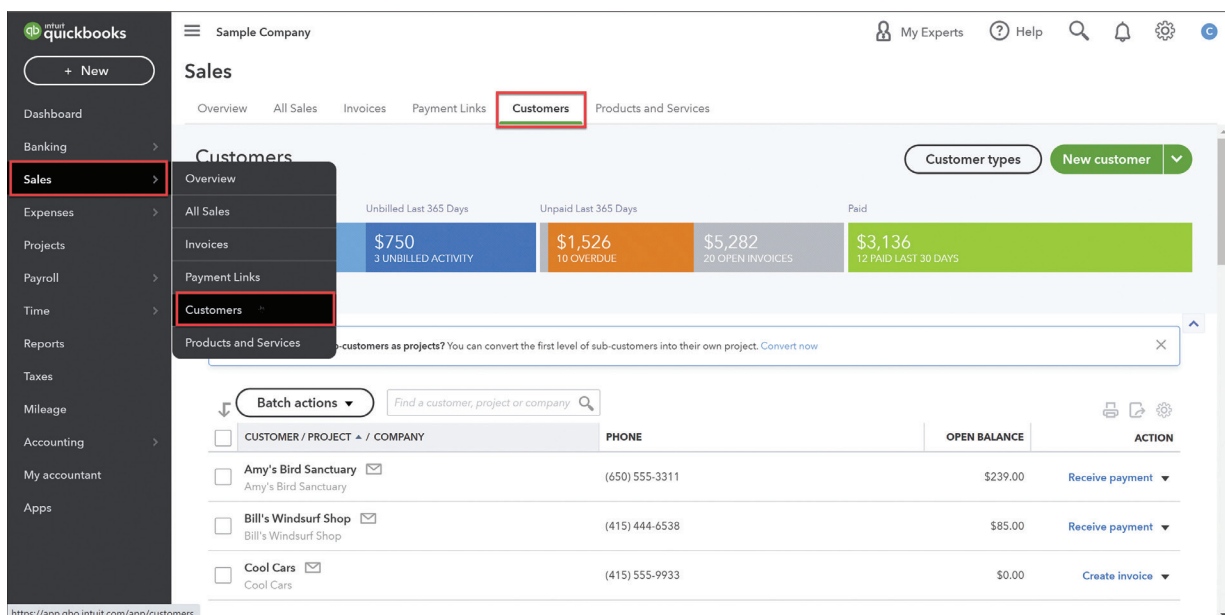 intuit
quickbooks
+ New
Dashboard
Banking
Sales
Expenses
Projects
Payroll
Time
Reports
Taxes
Mileage
Accounting
My accountant
Apps
https://app.qbo.intuit.com/app/customers
Sample Company
My Experts
Help
C
Sales
Overview All Sales Invoices Payment Links Customers Products and Services
Customers
Customer types
New customer
Overview
All Sales
Invoices
Payment Links
Customers
Products and Services
Unbilled Last 365 Days
Unpaid Last 365 Days
Paid
$750
3 UNBILLED ACTIVITY
$1,526
10 OVERDUE
$5,282
20 OPEN INVOICES
$3,136
12 PAID LAST 30 DAYS
-customers as projects? You can convert the first level of sub-customers into their own project. Convert now
Batch actions
Find a customer, project or company
CUSTOMER / PROJECT / COMPANY PHONE OPEN BALANCE ACTION
Amy's Bird Sanctuary (650) 555-3311 $239.00 Receive payment
Amy's Bird Sanctuary
Bill's Windsurf Shop (415) 444-6538 $85.00 Receive payment
Bill's Windsurf Shop
Cool Cars (415) 555-9933 $0.00 Create invoice
Cool Cars